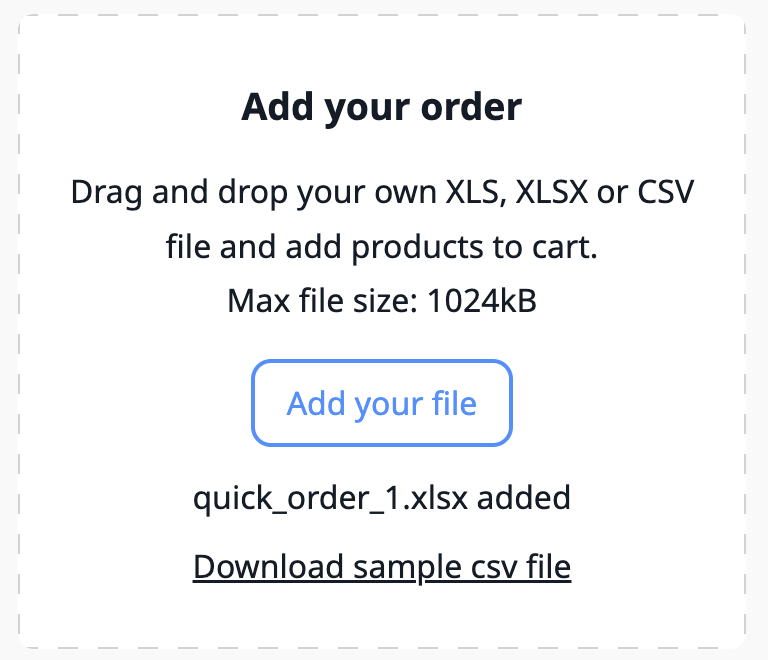 Add your order
Drag and drop your own XLS, XLSX or CSV
file and add products to cart.
Max file size: 1024kB
Add your file
quick_order_1.xlsx added
Download sample csv file